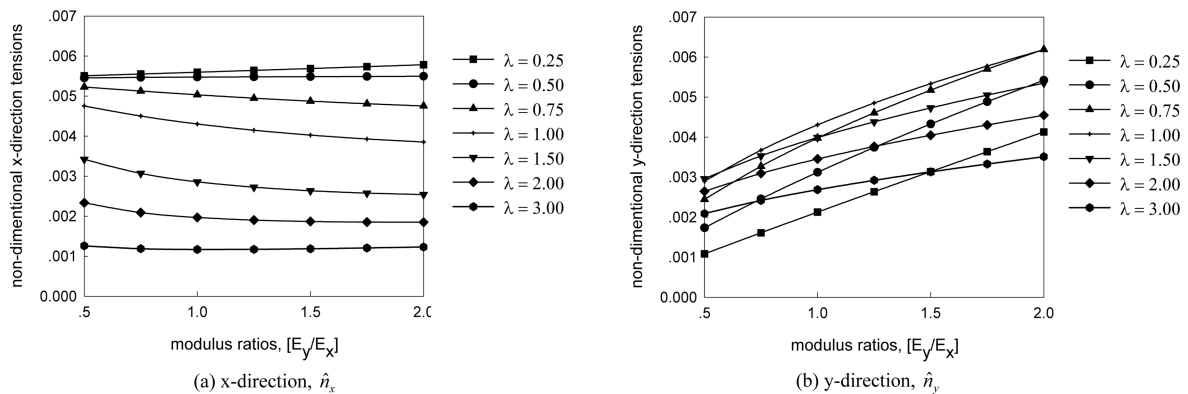 .007
.006
.005
.004
.003
.002
.001
0.000
.5
1.0
1.5
2.0
non-dimentional x-direction tensions
modulus ratios, [Ey/Ex]
λ = 0.25
λ = 0.50
λ = 0.75
λ = 1.00
λ = 1.50
λ = 2.00
λ = 3.00
(a) x-direction, n̂x
.007
.006
.005
.004
.003
.002
.001
0.000
.5
1.0
1.5
2.0
non-dimentional y-direction tensions
modulus ratios, [Ey/Ex]
λ = 0.25
λ = 0.50
λ = 0.75
λ = 1.00
λ = 1.50
λ = 2.00
λ = 3.00
(b) y-direction, n̂y